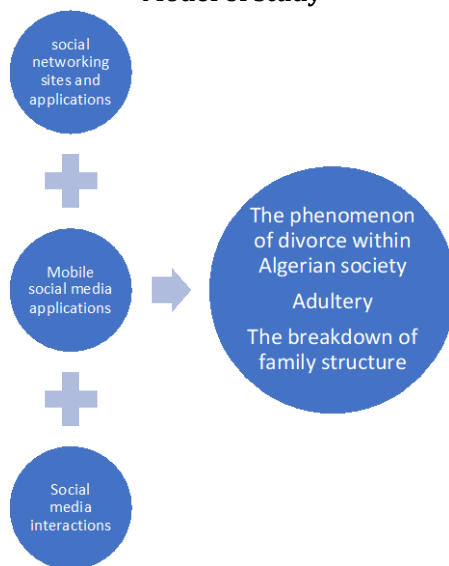 Model of study
social
networking
sites and
applications
Mobile
social media
applications
Social
media
interactions
The phenomenon
of divorce within
Algerian society
Adultery
The breakdown of
family structure